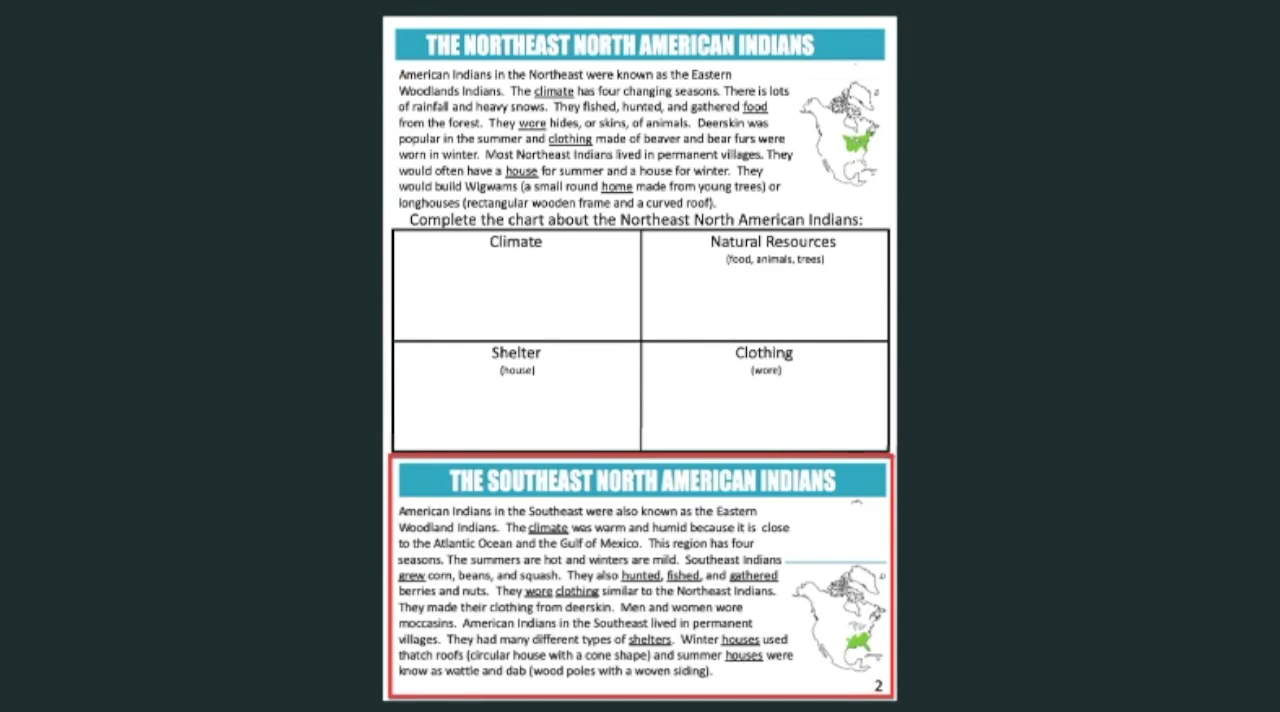 THE NORTHEAST NORTH AMERICAN INDIANS
American Indians in the Northeast were known as the Eastern
Woodlands Indians. The climate has four changing seasons. There is lots
of rainfall and heavy snows. They fished, hunted, and gathered food
from the forest. They wore hides, or skins, of animals. Deerskin was
popular in the summer and clothing made of beaver and bear furs were
worn in winter. Most Northeast Indians lived in permanent villages. They
would often have a house for summer and a house for winter. They
would build Wigwams (a small round home made from young trees) or
longhouses (rectangular wooden frame and a curved roof).
Complete the chart about the Northeast North American Indians:
Climate
Natural Resources
(food, animals, trees)
Shelter
(house)
Clothing
(wore)
THE SOUTHEAST NORTH AMERICAN INDIANS
American Indians in the Southeast were also known as the Eastern
Woodland Indians. The climate was warm and humid because it is close
to the Atlantic Ocean and the Gulf of Mexico. This region has four
seasons. The summers are hot and winters are mild. Southeast Indians
grew corn, beans, and squash. They also hunted, fished, and gathered
berries and nuts. They wore clothing similar to the Northeast Indians.
They made their clothing from deerskin. Men and women wore
moccasins. American Indians in the Southeast lived in permanent
villages. They had many different types of shelters. Winter houses used
thatch roofs (circular house with a cone shape) and summer houses were
know as wattle and dab (wood poles with a woven siding).
2